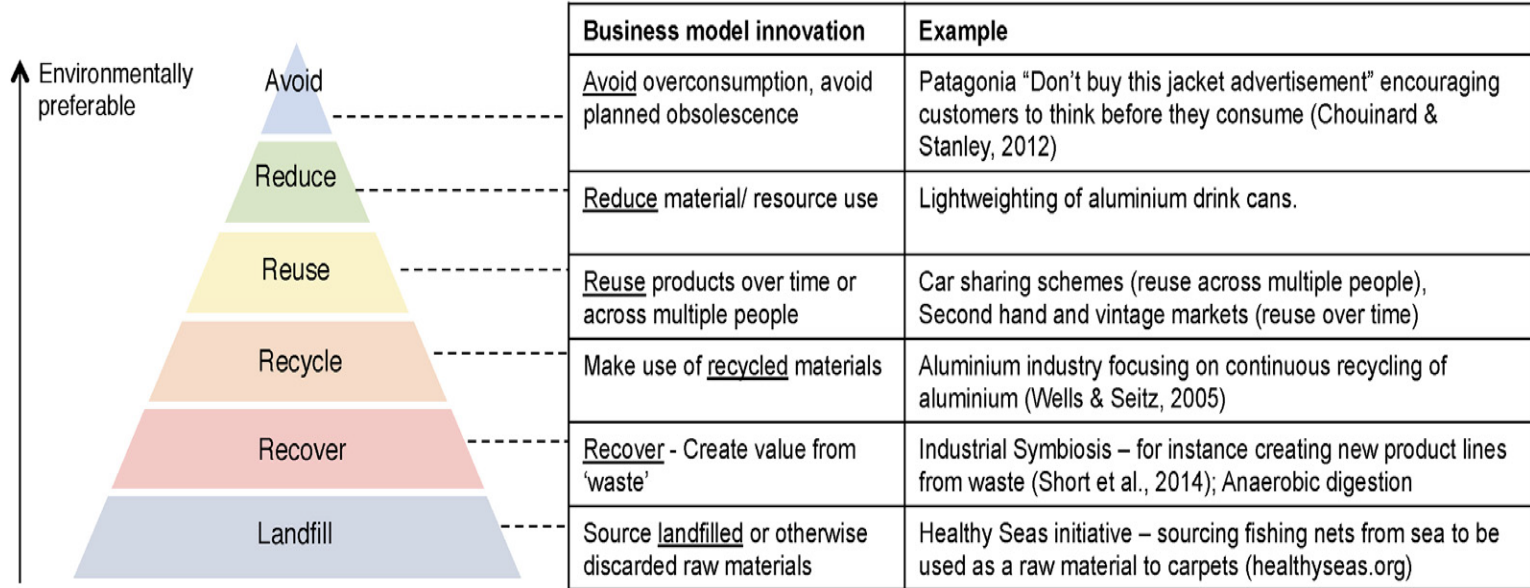 Environmentally
preferable
Avoid
Reduce
Reuse
Recycle
Recover
Landfill
Business model innovation
Example
Avoid overconsumption, avoid
planned obsolescence
Patagonia “Don’t buy this jacket advertisement” encouraging
customers to think before they consume (Chouinard &
Stanley, 2012)
Reduce material/ resource use
Lightweighting of aluminium drink cans.
Reuse products over time or
across multiple people
Car sharing schemes (reuse across multiple people),
Second hand and vintage markets (reuse over time)
Make use of recycled materials
Aluminium industry focusing on continuous recycling of
aluminium (Wells & Seitz, 2005)
Recover - Create value from
‘waste’
Industrial Symbiosis – for instance creating new product lines
from waste (Short et al., 2014); Anaerobic digestion
Source landfilled or otherwise
discarded raw materials
Healthy Seas initiative – sourcing fishing nets from sea to be
used as a raw material to carpets (healthyseas.org)